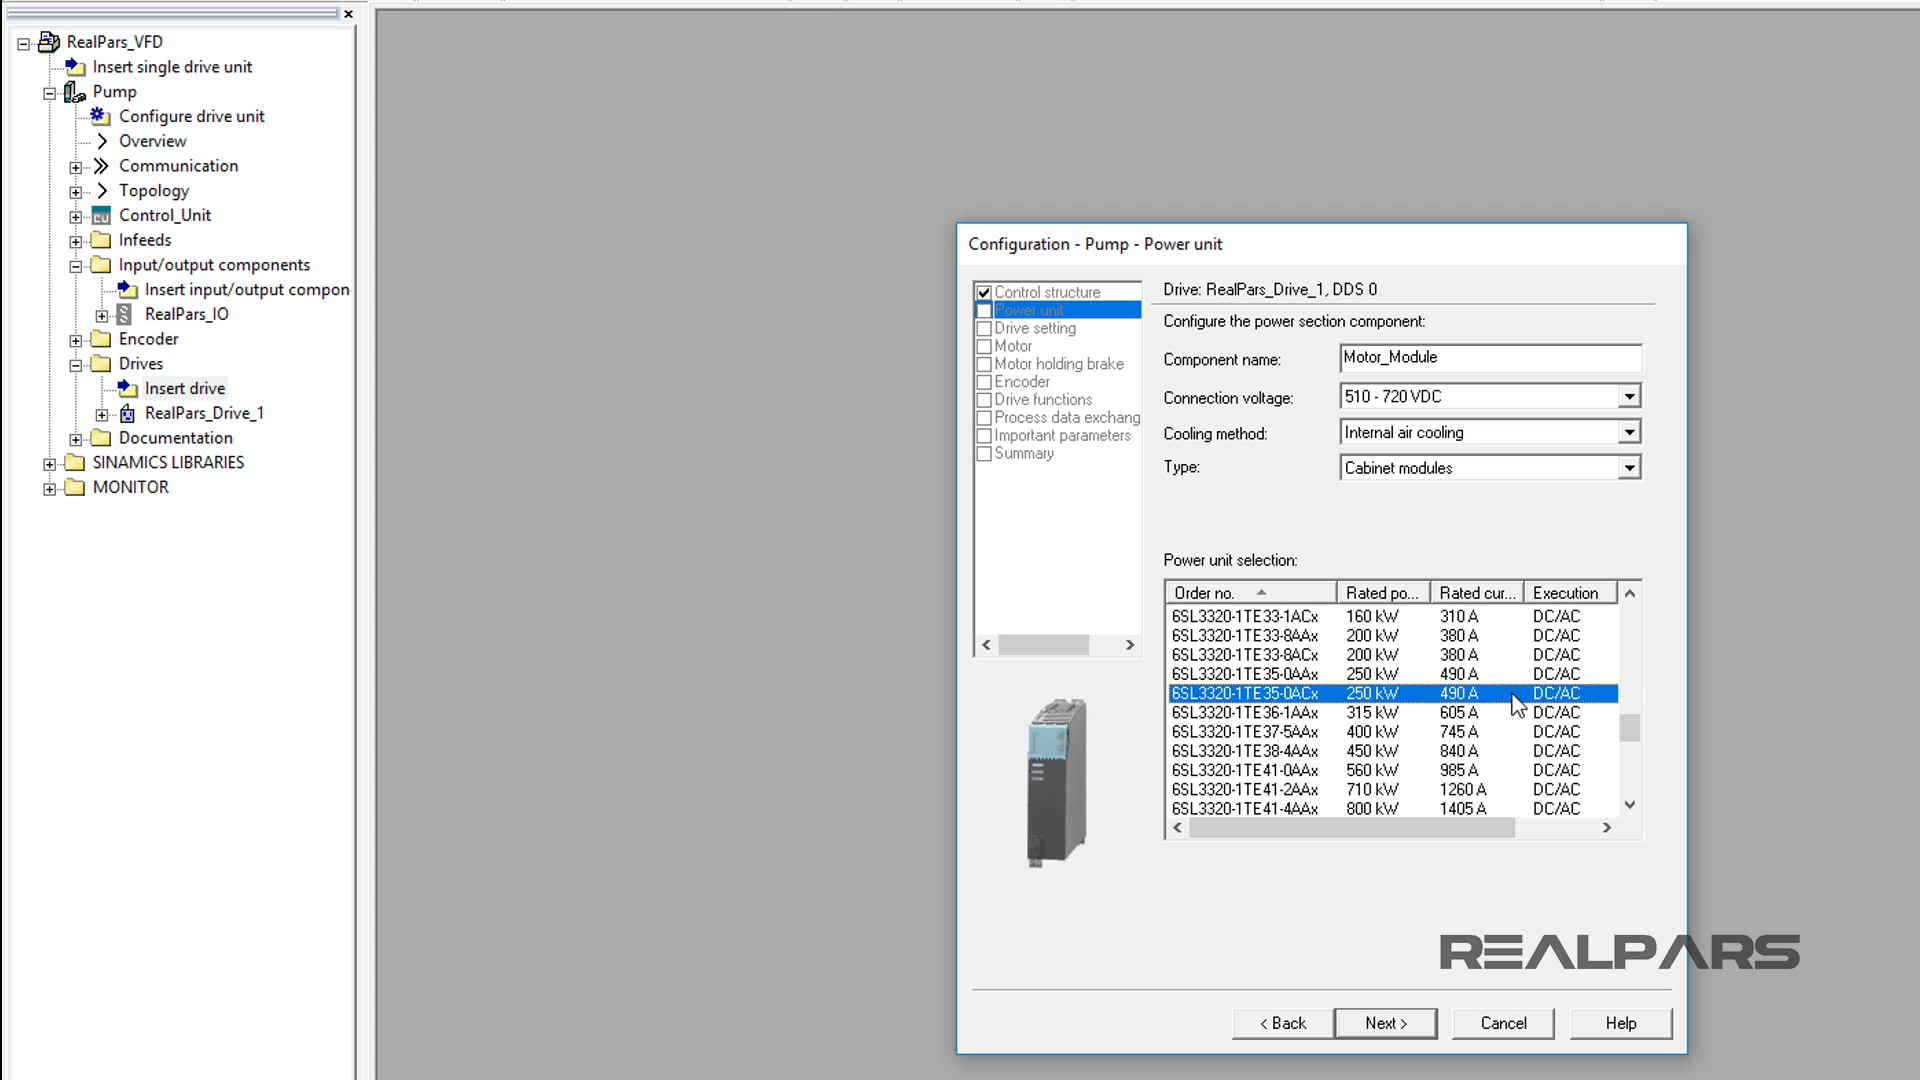 RealPars_VFD
Insert single drive unit
Pump
Configure drive unit
Overview
Communication
Topology
Control_Unit
Infeeds
Input/output components
Insert input/output compon
RealPars_IO
Encoder
Drives
Insert drive
RealPars_Drive_1
Documentation
SINAMICS LIBRARIES
MONITOR
Configuration - Pump - Power unit
Control structure
Power unit
Drive setting
Motor
Motor holding brake
Encoder
Drive functions
Process data exchang
Important parameters
Summary
Drive: RealPars_Drive_1, DDS 0
Configure the power section component:
Component name: Motor_Module
Connection voltage: 510 - 720 VDC
Cooling method: Internal air cooling
Type: Cabinet modules
Power unit selection:
Order no. Rated po... Rated cur... Execution
6SL3320-1TE33-1ACx 160 kW 310 A DC/AC
6SL3320-1TE33-8AAx 200 kW 380 A DC/AC
6SL3320-1TE33-8ACx 200 kW 380 A DC/AC
6SL3320-1TE35-0AAx 250 kW 490 A DC/AC
6SL3320-1TE35-0ACx 250 kW 490 A DC/AC
6SL3320-1TE36-1AAx 315 kW 605 A DC/AC
6SL3320-1TE37-5AAx 400 kW 745 A DC/AC
6SL3320-1TE38-4AAx 450 kW 840 A DC/AC
6SL3320-1TE41-0AAx 560 kW 985 A DC/AC
6SL3320-1TE41-2AAx 710 kW 1260 A DC/AC
6SL3320-1TE41-4AAx 800 kW 1405 A DC/AC
REALPARS
< Back Next > Cancel Help